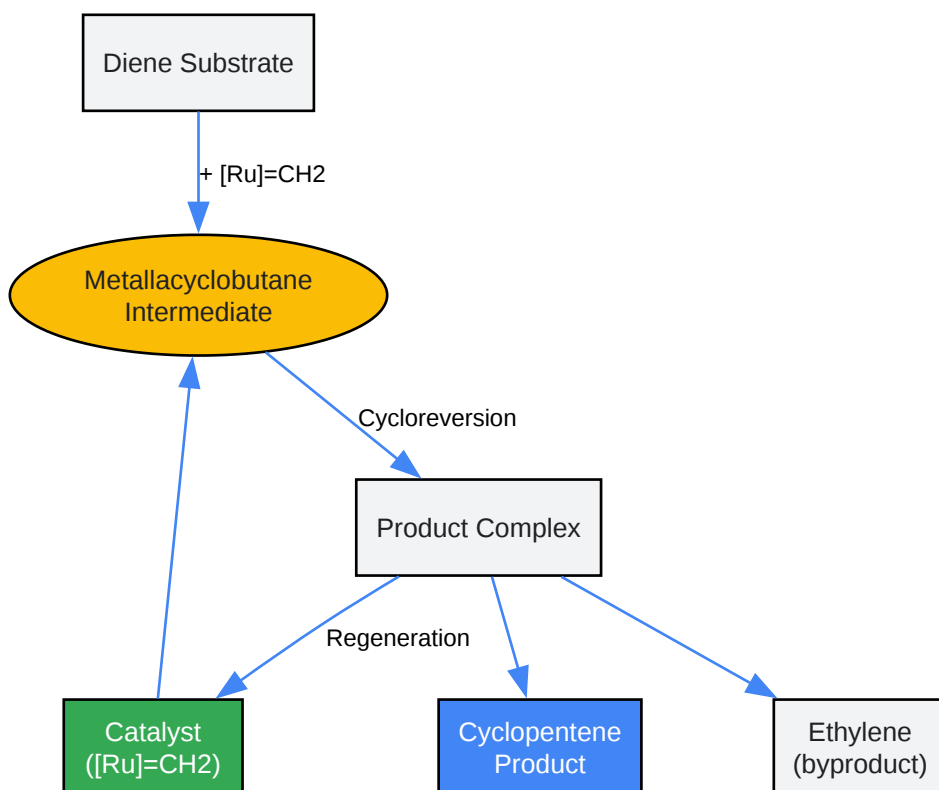 Diene Substrate
+ [Ru]=CH2
Metallacyclobutane
Intermediate
Cycloreversion
Product Complex
Regeneration
Catalyst
([Ru]=CH2)
Cyclopentene
Product
Ethylene
(byproduct)